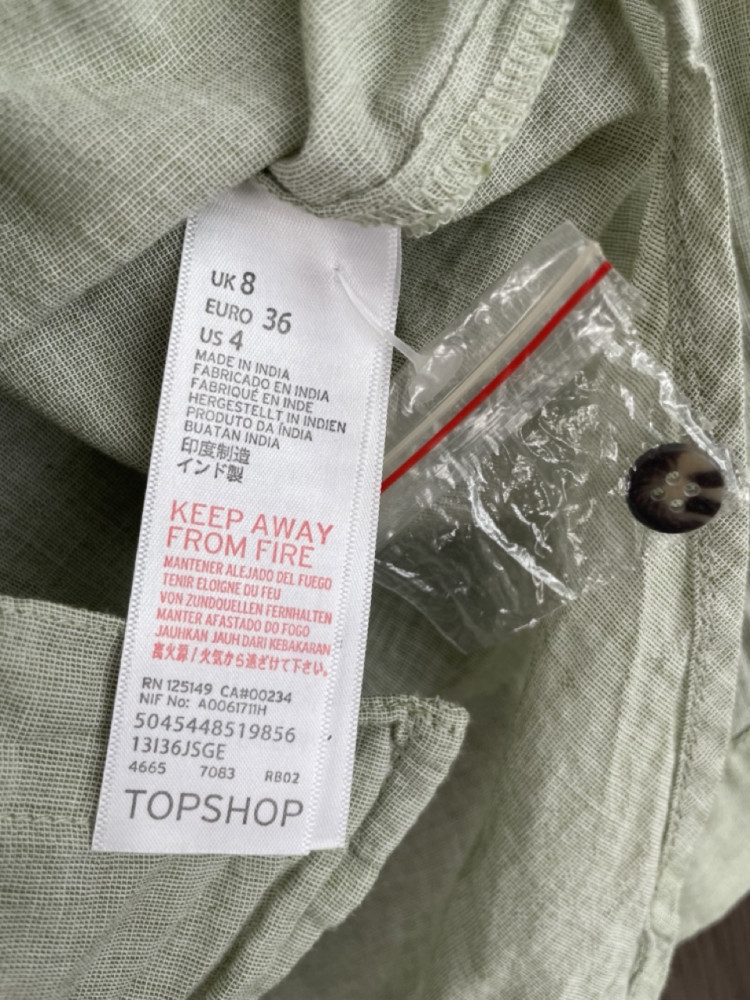 UK 8
EURO 36
US 4
MADE IN INDIA
FABRICADO EN INDIA
FABRIQUÉ EN INDE
HERGESTELLT IN INDIEN
PRODUTO DA ÍNDIA
BUATAN INDIA
印度制造
インド製
KEEP AWAY
FROM FIRE
MANTENER ALEJADO DEL FUEGO
TENIR ELOIGNE DU FEU
VON ZUNDQUELLEN FERNHALTEN
MANTER AFASTADO DO FOGO
JAUHKAN JAUH DARI KEBAKARAN
離火源 / 火気から遠ざけて下さい。
RN 125149 CA#00234
NIF No: A0061711H
5045448519856
13I36JSGE
4665 7083 RB02
TOPSHOP